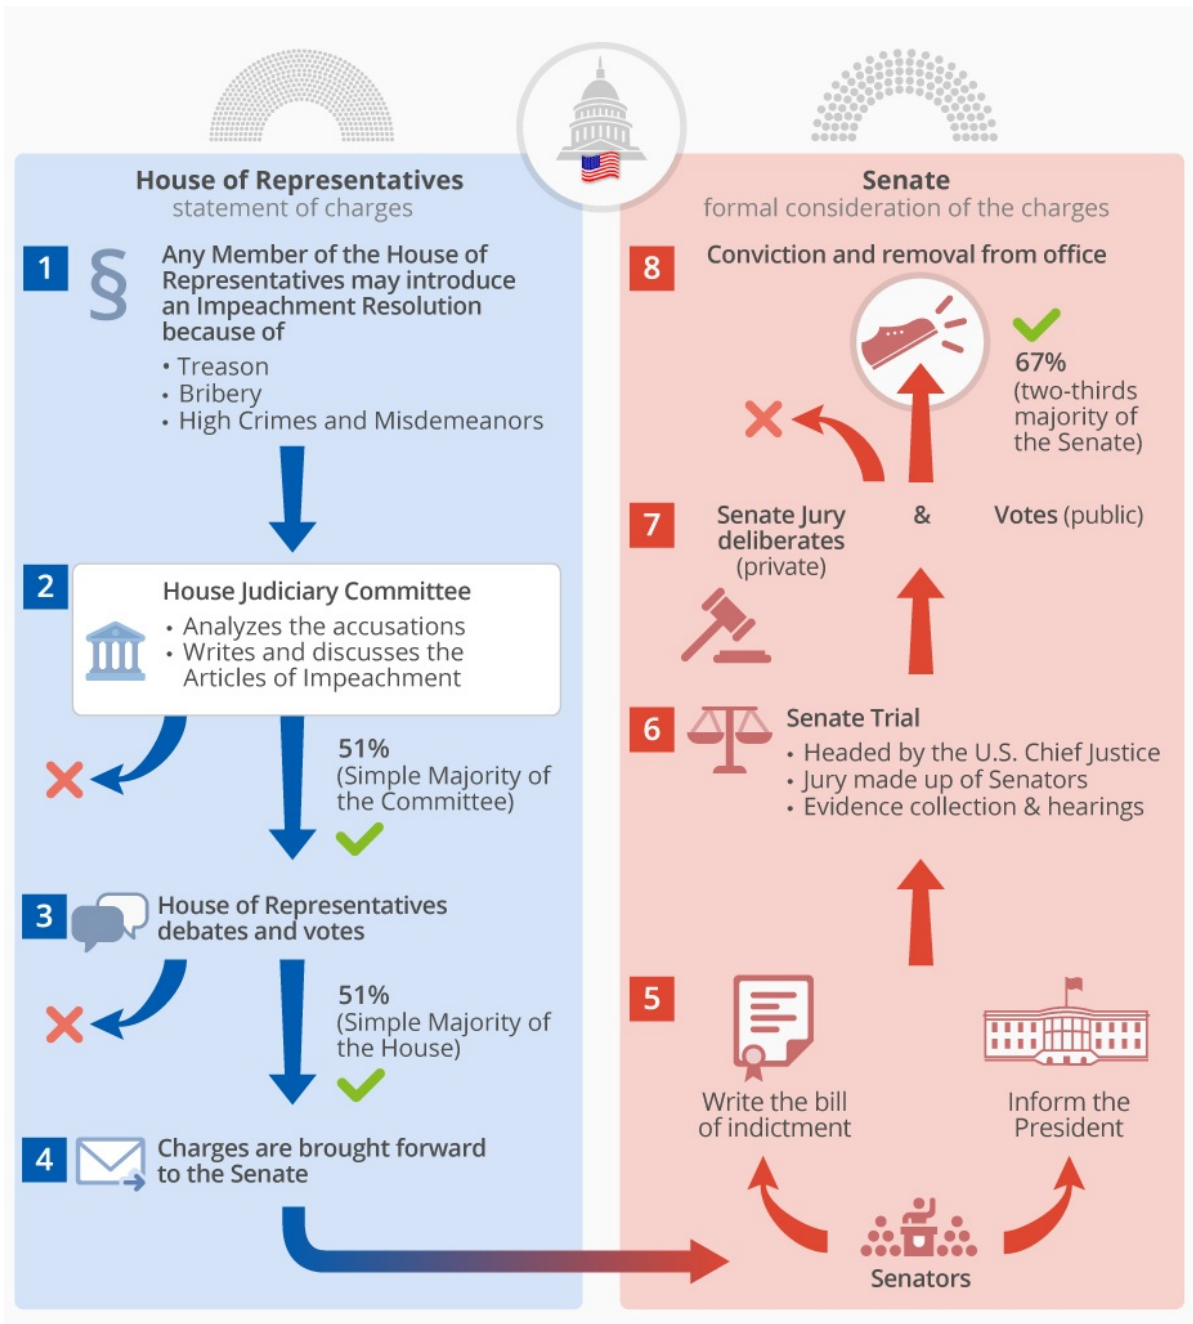 House of Representatives
statement of charges
1
§
Any Member of the House of
Representatives may introduce
an Impeachment Resolution
because of
• Treason
• Bribery
• High Crimes and Misdemeanors
2
House Judiciary Committee
• Analyzes the accusations
• Writes and discusses the
Articles of Impeachment
51%
(Simple Majority of
the Committee)
3
House of Representatives
debates and votes
51%
(Simple Majority of
the House)
4
Charges are brought forward
to the Senate
Senate
formal consideration of the charges
8
Conviction and removal from office
67%
(two-thirds
majority of
the Senate)
7
Senate Jury
deliberates
(private)
&
Votes (public)
6
Senate Trial
• Headed by the U.S. Chief Justice
• Jury made up of Senators
• Evidence collection & hearings
5
Write the bill
of indictment
Inform the
President
Senators